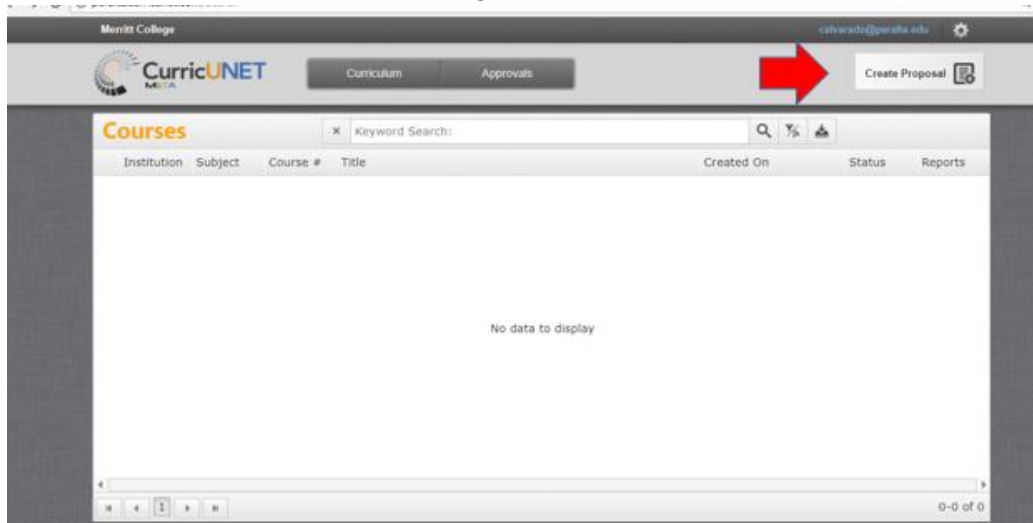 Merritt College calvarado@peralta.edu
CurricUNET
META
Curriculum Approvals Create Proposal
Courses × Keyword Search:
Institution Subject Course # Title Created On Status Reports
No data to display
1 0-0 of 0